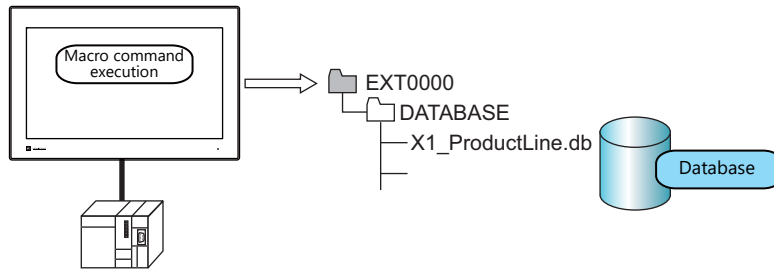 Macro command
execution
EXT0000
DATABASE
X1_ProductLine.db
Database